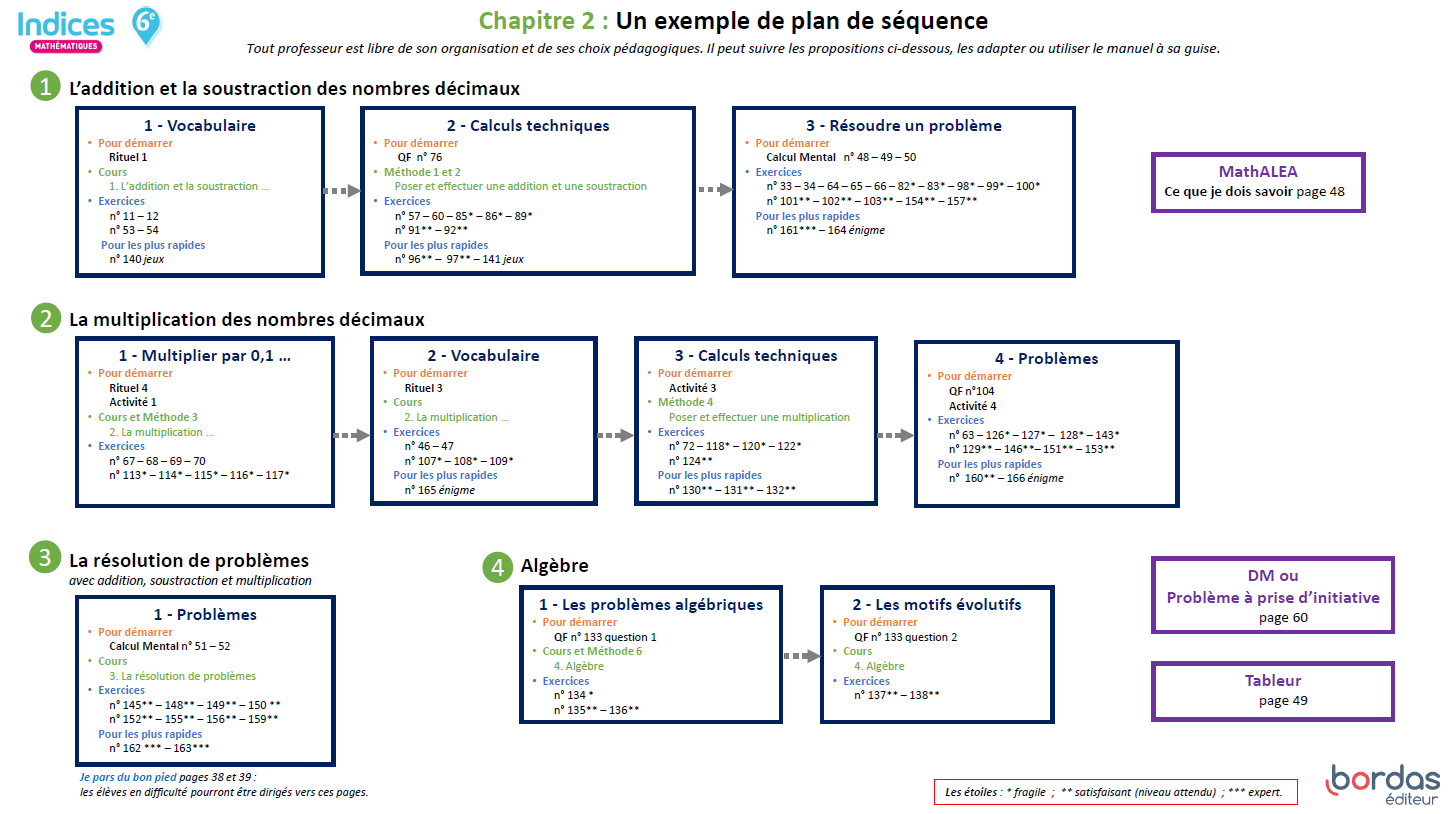 Indices
MATHÉMATIQUES
6e
Chapitre 2 : Un exemple de plan de séquence
Tout professeur est libre de son organisation et de ses choix pédagogiques. Il peut suivre les propositions ci-dessous, les adapter ou utiliser le manuel à sa guise.
1 L’addition et la soustraction des nombres décimaux
1 - Vocabulaire
• Pour démarrer
Rituel 1
• Cours
1. L’addition et la soustraction ...
• Exercices
n° 11 – 12
n° 53 – 54
Pour les plus rapides
n° 140 jeux
2 - Calculs techniques
• Pour démarrer
QF n° 76
• Méthode 1 et 2
Poser et effectuer une addition et une soustraction
• Exercices
n° 57 – 60 – 85* – 86* – 89*
n° 91** – 92**
Pour les plus rapides
n° 96** – 97** – 141 jeux
3 - Résoudre un problème
• Pour démarrer
Calcul Mental n° 48 – 49 – 50
• Exercices
n° 33 – 34 – 64 – 65 – 66 – 82* – 83* – 98* – 99* – 100*
n° 101** – 102** – 103** – 154** – 157**
Pour les plus rapides
n° 161*** – 164 énigme
MathALEA
Ce que je dois savoir page 48
2 La multiplication des nombres décimaux
1 - Multiplier par 0,1 ...
• Pour démarrer
Rituel 4
Activité 1
• Cours et Méthode 3
2. La multiplication ...
• Exercices
n° 67 – 68 – 69 – 70
n° 113* – 114* – 115* – 116* – 117*
2 - Vocabulaire
• Pour démarrer
Rituel 3
• Cours
2. La multiplication ...
• Exercices
n° 46 – 47
n° 107* – 108* – 109*
Pour les plus rapides
n° 165 énigme
3 - Calculs techniques
• Pour démarrer
Activité 3
• Méthode 4
Poser et effectuer une multiplication
• Exercices
n° 72 – 118* – 120* – 122*
n° 124**
Pour les plus rapides
n° 130** – 131** – 132**
4 - Problèmes
• Pour démarrer
QF n°104
Activité 4
• Exercices
n° 63 – 126* – 127* – 128* – 143*
n° 129** – 146** – 151** – 153**
Pour les plus rapides
n° 160** – 166 énigme
3 La résolution de problèmes
avec addition, soustraction et multiplication
1 - Problèmes
• Pour démarrer
Calcul Mental n° 51 – 52
• Cours
3. La résolution de problèmes
• Exercices
n° 145** – 148** – 149** – 150 **
n° 152** – 155** – 156** – 159**
Pour les plus rapides
n° 162 *** – 163***
Je pars du bon pied pages 38 et 39 :
les élèves en difficulté pourront être dirigés vers ces pages.
4 Algèbre
1 - Les problèmes algébriques
• Pour démarrer
QF n° 133 question 1
• Cours et Méthode 6
4. Algèbre
• Exercices
n° 134 *
n° 135** – 136**
2 - Les motifs évolutifs
• Pour démarrer
QF n° 133 question 2
• Cours
4. Algèbre
• Exercices
n° 137** – 138**
DM ou
Problème à prise d’initiative
page 60
Tableur
page 49
Les étoiles : * fragile ; ** satisfaisant (niveau attendu) ; *** expert.
bordas
éditeur